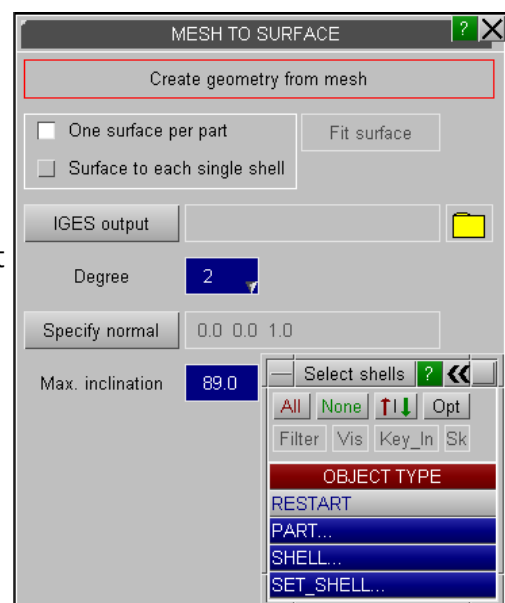 MESH TO SURFACE ? X
Create geometry from mesh
One surface per part Fit surface
Surface to each single shell
IGES output
t
Degree 2
Specify normal 0.0 0.0 1.0
Max. inclination 89.0
Select shells ?
All None Opt
Filter Vis Key_In Sk
OBJECT TYPE
RESTART
PART...
SHELL...
SET_SHELL...